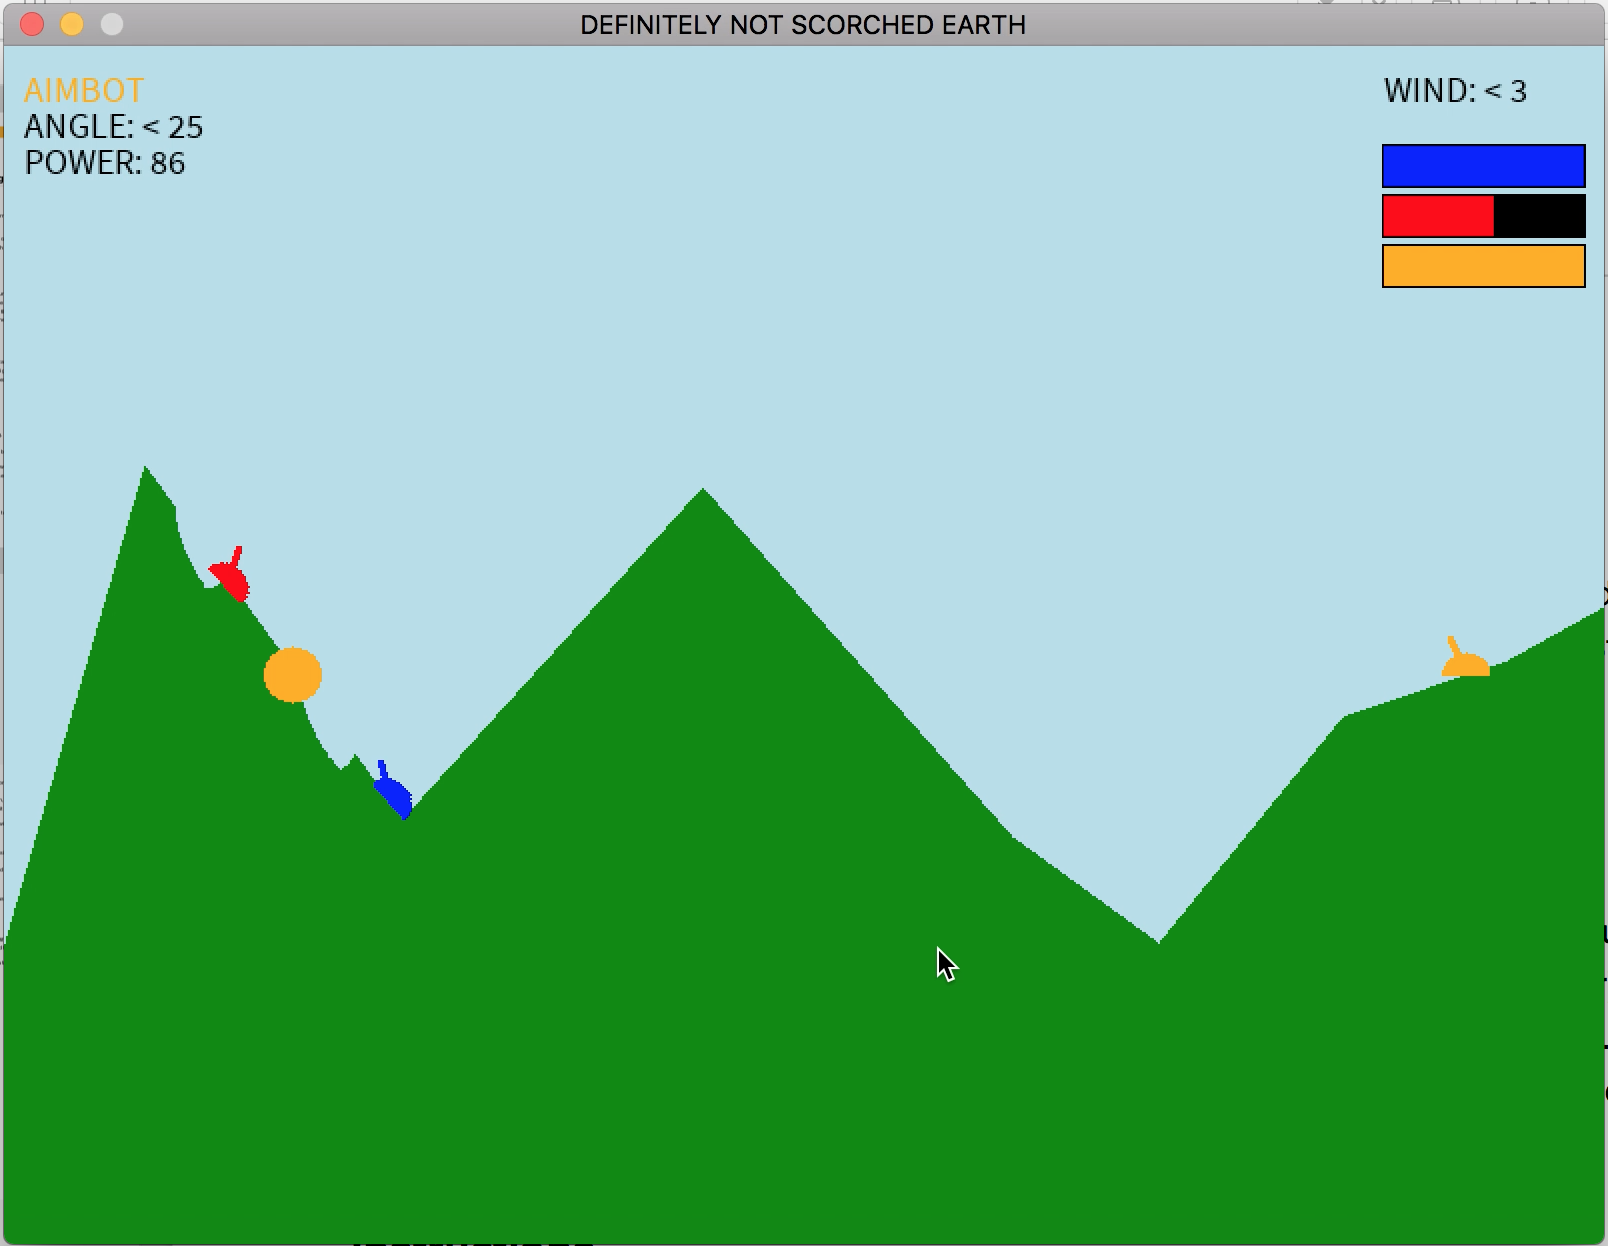 DEFINITELY NOT SCORCHED EARTH
AIMBOT
ANGLE: < 25
POWER: 86
WIND: < 3